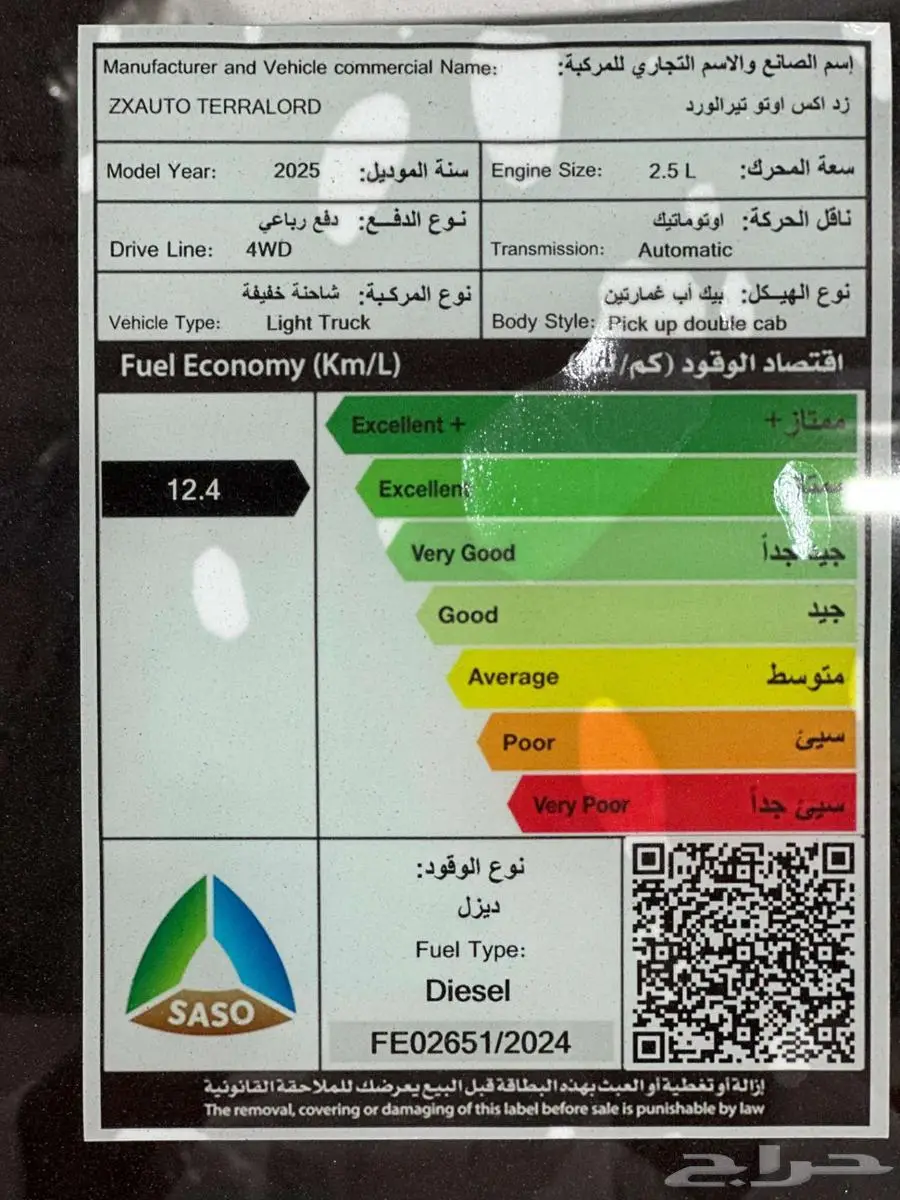 Manufacturer and Vehicle commercial Name: إسم الصانع والاسم التجاري للمركبة:
ZXAUTO TERRALORD زد اكس اوتو تيرالورد
Model Year: 2025 سنة الموديل:
Engine Size: 2.5 L سعة المحرك:
نوع الدفع: دفع رباعي
Drive Line: 4WD
ناقل الحركة: اوتوماتيك
Transmission: Automatic
نوع المركبة: شاحنة خفيفة
Vehicle Type: Light Truck
نوع الهيكل: بيك أب غمارتين
Body Style: Pick up double cab
Fuel Economy (Km/L) اقتصاد الوقود (كم/
12.4
Excellent + ممتاز+
Excellent
Very Good جيد جداً
Good جيد
Average متوسط
Poor سيئ
Very Poor سيئ جداً
SASO
نوع الوقود:
ديزل
Fuel Type:
Diesel
FE02651/2024
إزالة أو تغطية أو العبث بهذه البطاقة قبل البيع يعرضك للملاحقة القانونية
The removal, covering or damaging of this label before sale is punishable by law
حراج